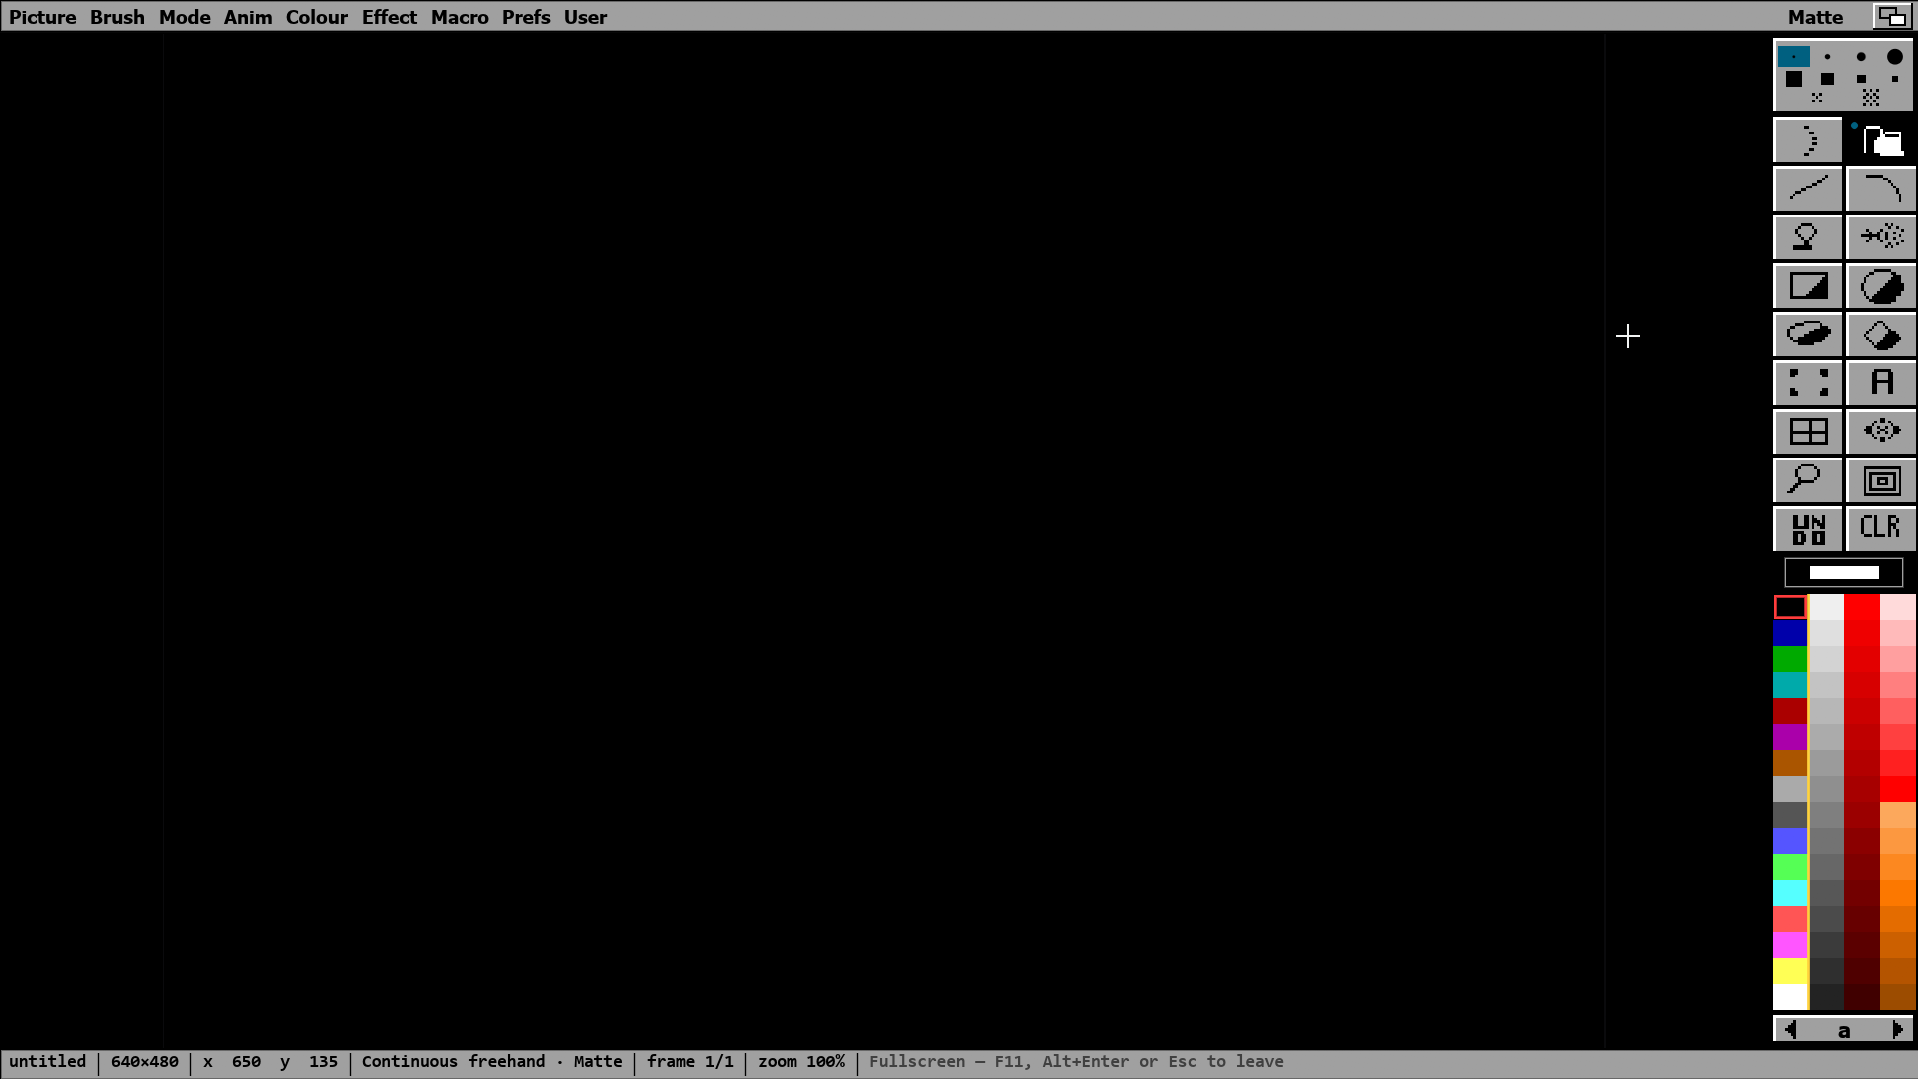 Picture Brush Mode Anim Colour Effect Macro Prefs User Matte
A
UN
DO
CLR
a
untitled 640×480 x 650 y 135 Continuous freehand · Matte frame 1/1 zoom 100% Fullscreen — F11, Alt+Enter or Esc to leave